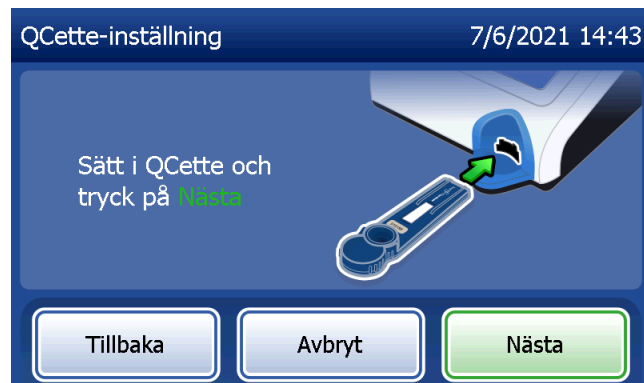 QCette-inställning 7/6/2021 14:43
Sätt i QCette och
tryck på Nästa
Tillbaka Avbryt Nästa